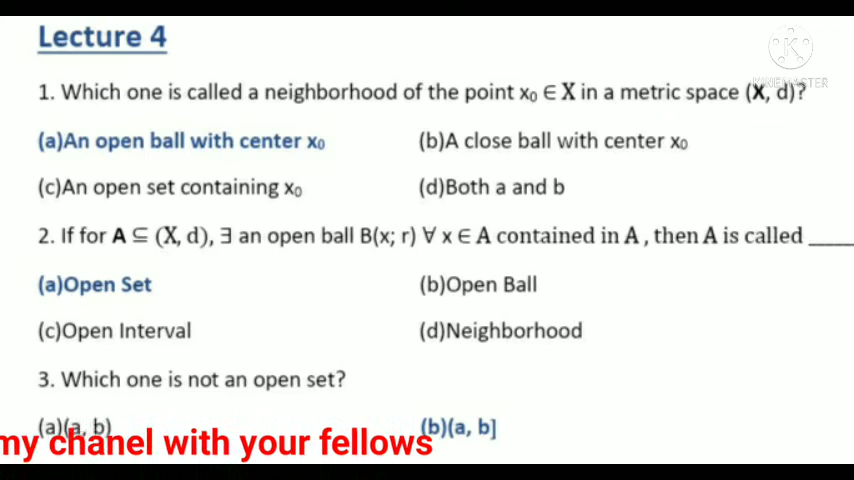 Lecture 4
K
KINEMASTER
1. Which one is called a neighborhood of the point x₀ ∈ X in a metric space (X, d)?
(a)An open ball with center x₀ (b)A close ball with center x₀
(c)An open set containing x₀ (d)Both a and b
2. If for A ⊆ (X, d), ∃ an open ball B(x; r) ∀ x ∈ A contained in A , then A is called _____
(a)Open Set (b)Open Ball
(c)Open Interval (d)Neighborhood
3. Which one is not an open set?
(a)(a, b) (b)(a, b]
my chanel with your fellows